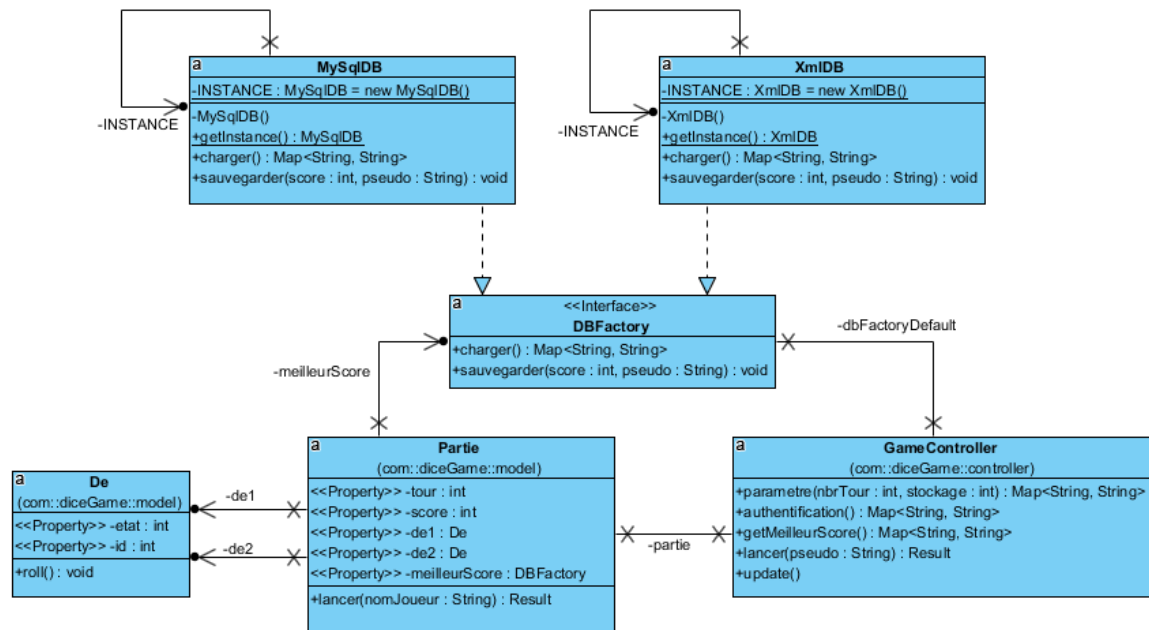 a
MySqlDB
-INSTANCE : MySqlDB = new MySqlDB()
-MySqlDB()
+getInstance() : MySqlDB
+charger() : Map<String, String>
+sauvegarder(score : int, pseudo : String) : void
-INSTANCE
a
XmlDB
-INSTANCE : XmlDB = new XmlDB()
-XmlDB()
+getInstance() : XmlDB
+charger() : Map<String, String>
+sauvegarder(score : int, pseudo : String) : void
-INSTANCE
a
<<Interface>>
DBFactory
+charger() : Map<String, String>
+sauvegarder(score : int, pseudo : String) : void
-dbFactoryDefault
-meilleurScore
a
De
(com::diceGame::model)
<<Property>> -etat : int
<<Property>> -id : int
+roll() : void
-de1
-de2
a
Partie
(com::diceGame::model)
<<Property>> -tour : int
<<Property>> -score : int
<<Property>> -de1 : De
<<Property>> -de2 : De
<<Property>> -meilleurScore : DBFactory
+lancer(nomJoueur : String) : Result
-partie
a
GameController
(com::diceGame::controller)
+parametre(nbrTour : int, stockage : int) : Map<String, String>
+authentification() : Map<String, String>
+getMeilleurScore() : Map<String, String>
+lancer(pseudo : String) : Result
+update()